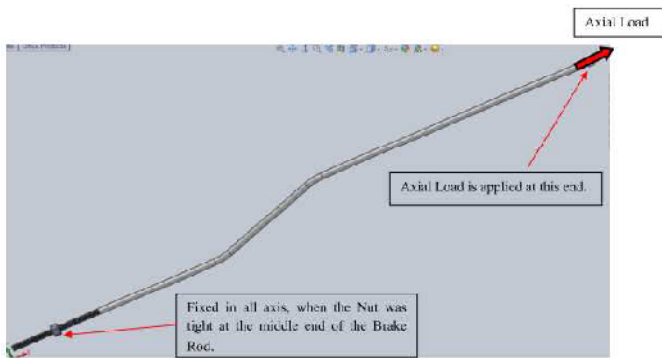 Axial Load
Axial Load is applied at this end.
Fixed in all axis, when the Nut was
tight at the middle end of the Brake
Rod.